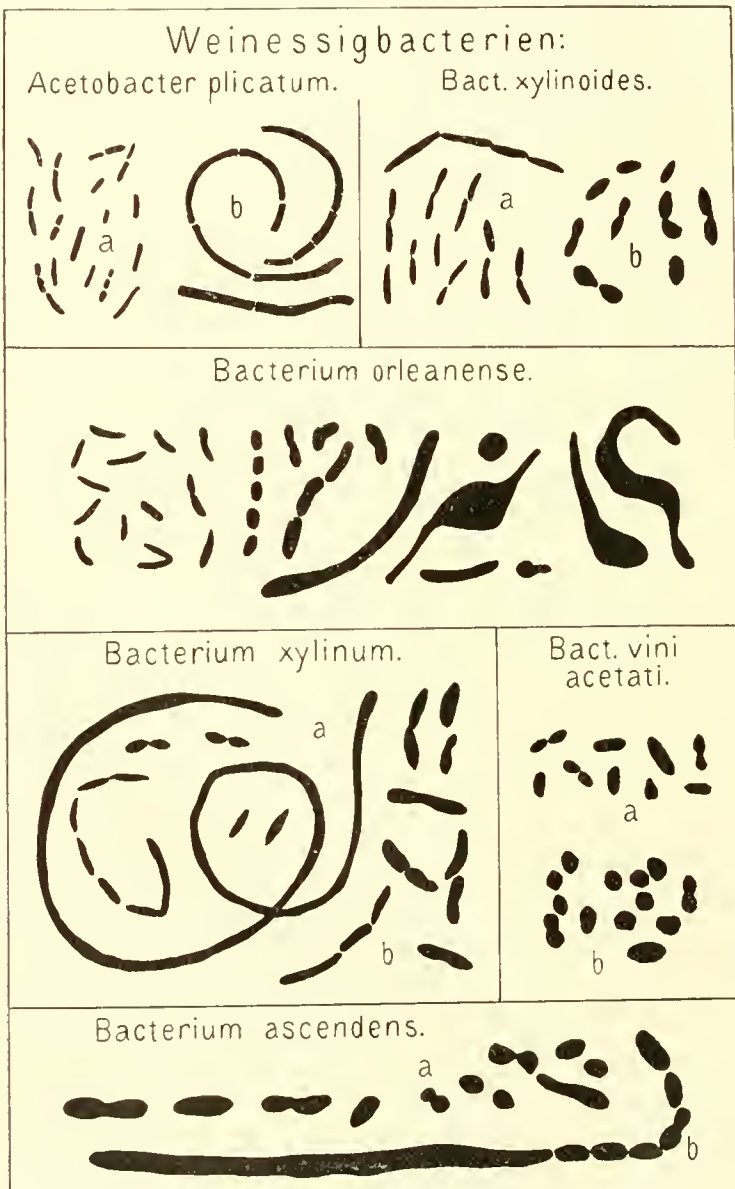 Weinessigbacterien:
Acetobacter plicatum.
a
b
Bact. xylinoides.
a
b
Bacterium orleanense.
Bacterium xylinum.
a
b
Bact. vini
acetati.
a
b
Bacterium ascendens.
a
b